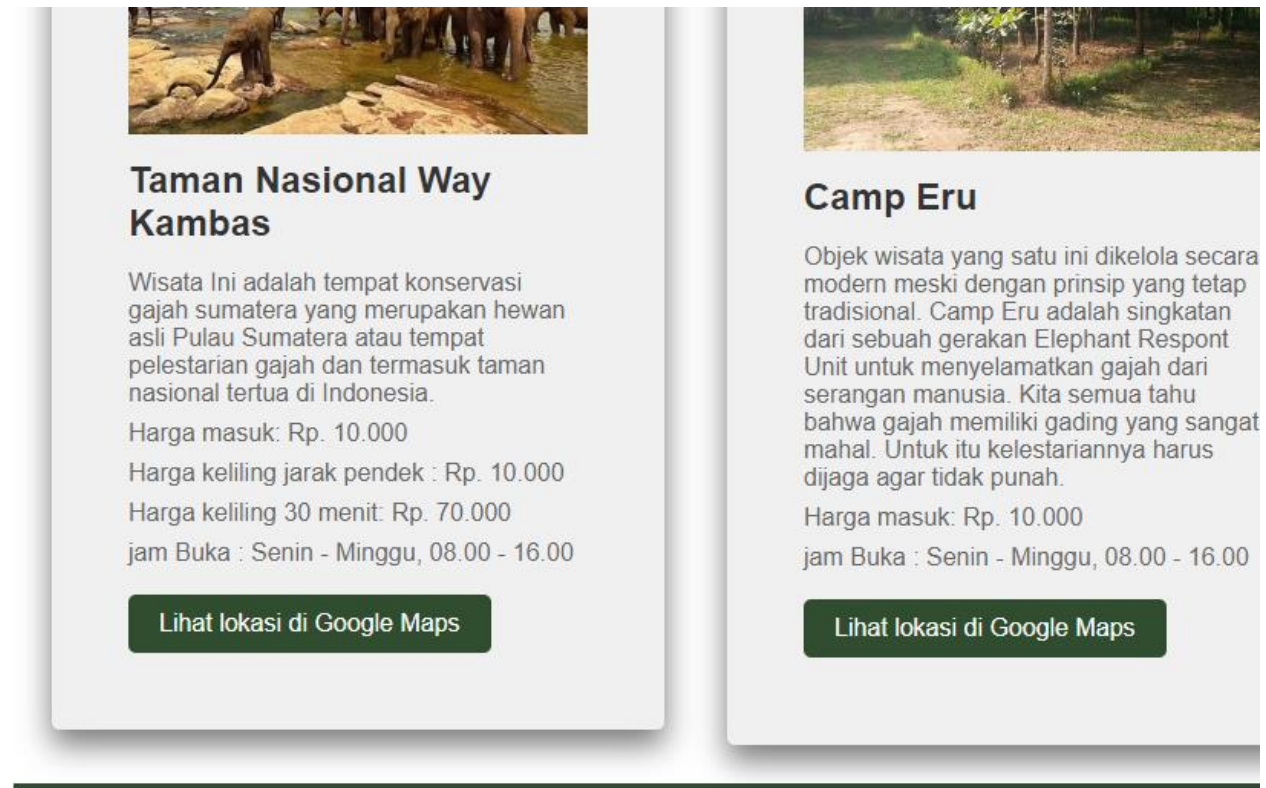 Taman Nasional Way
Kambas
Wisata Ini adalah tempat konservasi
gajah sumatera yang merupakan hewan
asli Pulau Sumatera atau tempat
pelestarian gajah dan termasuk taman
nasional tertua di Indonesia.
Harga masuk: Rp. 10.000
Harga keliling jarak pendek : Rp. 10.000
Harga keliling 30 menit: Rp. 70.000
jam Buka : Senin - Minggu, 08.00 - 16.00
Lihat lokasi di Google Maps
Camp Eru
Objek wisata yang satu ini dikelola secara
modern meski dengan prinsip yang tetap
tradisional. Camp Eru adalah singkatan
dari sebuah gerakan Elephant Respont
Unit untuk menyelamatkan gajah dari
serangan manusia. Kita semua tahu
bahwa gajah memiliki gading yang sangat
mahal. Untuk itu kelestariannya harus
dijaga agar tidak punah.
Harga masuk: Rp. 10.000
jam Buka : Senin - Minggu, 08.00 - 16.00
Lihat lokasi di Google Maps